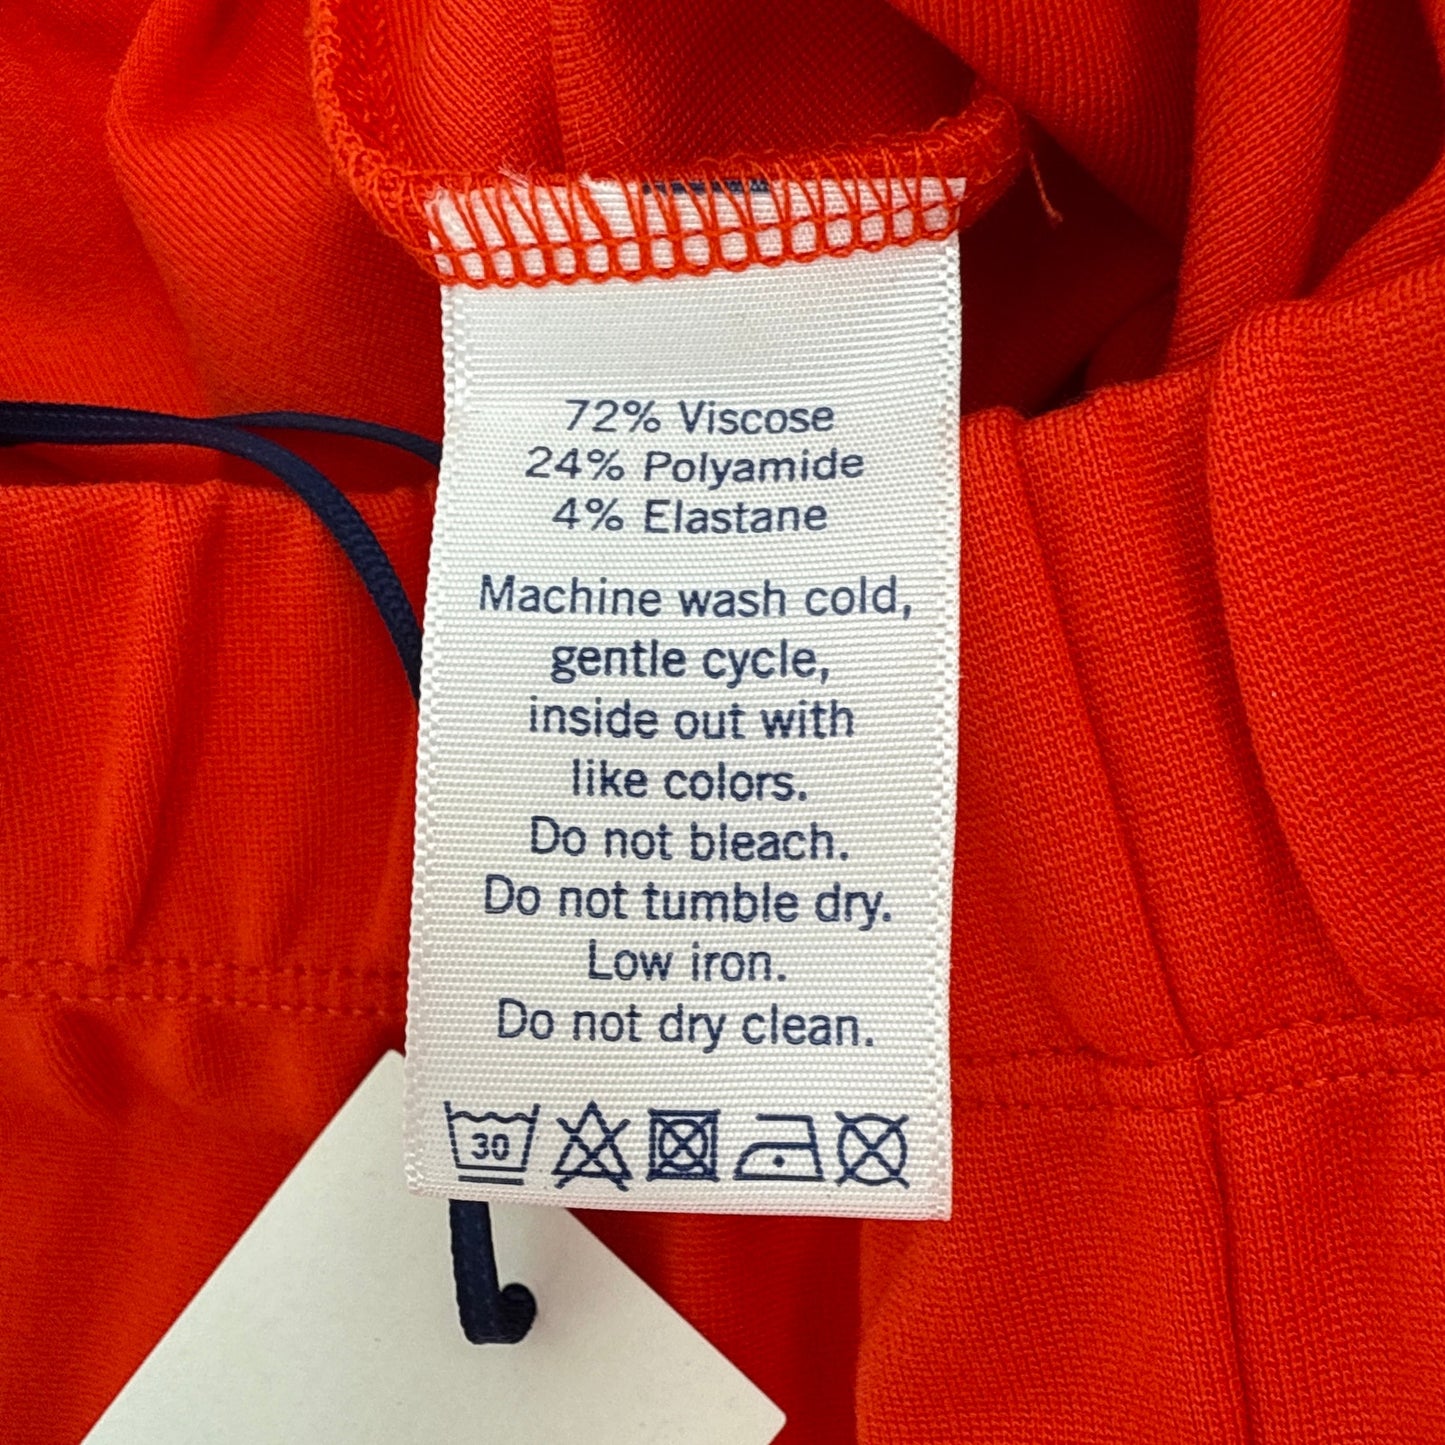 72% Viscose
24% Polyamide
4% Elastane
Machine wash cold,
gentle cycle,
inside out with
like colors.
Do not bleach.
Do not tumble dry.
Low iron.
Do not dry clean.
30